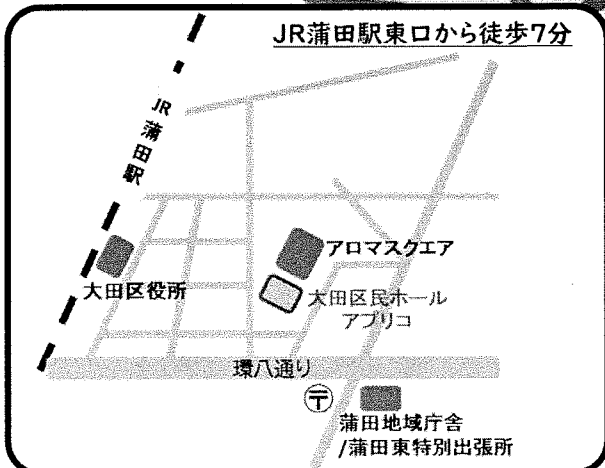 JR蒲田駅東口から徒歩7分
JR蒲田駅
アロマスクエア
大田区役所
大田区民ホール
アプリコ
環八通り
〒
蒲田地域庁舎
/蒲田東特別出張所